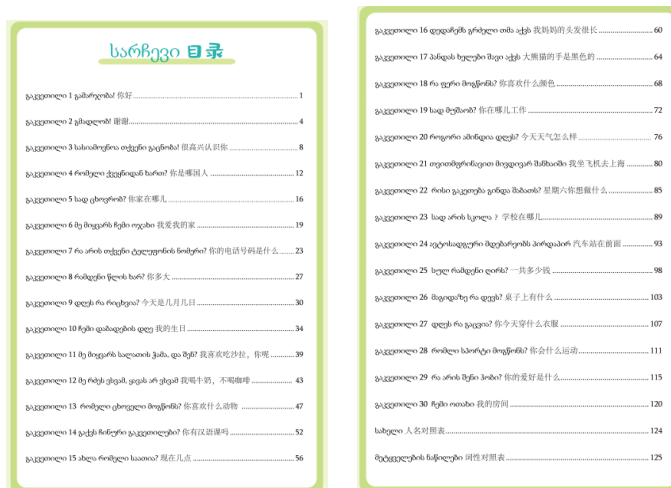 სარჩევი 目录
გაკვეთილი 1 გამარჯობა! 你好 1
გაკვეთილი 2 გმადლობ! 谢谢 4
გაკვეთილი 3 სასიამოვნოა თქვენი გაცნობა! 很高兴认识你 8
გაკვეთილი 4 რომელი ქვეყნიდან ხართ? 你是哪国人 12
გაკვეთილი 5 სად ცხოვრობ? 你家在哪儿 16
გაკვეთილი 6 მე მიყვარს ჩემი ოჯახი 我爱我的家 19
გაკვეთილი 7 რა არის თქვენი ტელეფონის ნომერი? 你的电话号码是什么 23
გაკვეთილი 8 რამდენი წლის ხარ? 你多大 27
გაკვეთილი 9 დღეს რა რიცხვია? 今天是几月几日 30
გაკვეთილი 10 ჩემი დაბადების დღე 我的生日 34
გაკვეთილი 11 მე მიყვარს სალათის ჭამა, და შენ? 我喜欢吃沙拉，你呢 39
გაკვეთილი 12 მე რძეს ვსვამ, ყავას არ ვსვამ 我喝牛奶，不喝咖啡 43
გაკვეთილი 13 რომელი ცხოველი მოგწონს? 你喜欢什么动物 47
გაკვეთილი 14 გაქვს ჩინური გაკვეთილები? 你有汉语课吗 52
გაკვეთილი 15 ახლა რომელი საათია? 现在几点 56
გაკვეთილი 16 დედაჩემს გრძელი თმა აქვს 我妈妈的头发很长 60
გაკვეთილი 17 პანდას ხელები შავი აქვს 大熊猫的手是黑色的 64
გაკვეთილი 18 რა ფერი მოგწონს? 你喜欢什么颜色 68
გაკვეთილი 19 სად მუშაობ? 你在哪儿工作 72
გაკვეთილი 20 როგორი ამინდია დღეს? 今天天气怎么样 76
გაკვეთილი 21 თვითმფრინავით მივდივარ შანხაიში 我坐飞机去上海 80
გაკვეთილი 22 რისი გაკეთება გინდა შაბათს? 星期六你想做什么 85
გაკვეთილი 23 სად არის სკოლა ? 学校在哪儿 89
გაკვეთილი 24 ავტოსადგური მდებარეობს პირდაპირ 汽车站在前面 93
გაკვეთილი 25 სულ რამდენი ღირს? 一共多少钱 98
გაკვეთილი 26 მაგიდაზე რა დევს? 桌子上有什么 103
გაკვეთილი 27 დღეს რა გაცვია? 你今天穿什么衣服 107
გაკვეთილი 28 რომლი სპორტი მოგწონს? 你会什么运动 111
გაკვეთილი 29 რა არის შენი ჰობი? 你的爱好是什么 115
გაკვეთილი 30 ჩემი ოთახი 我的房间 120
სახელი 人名对照表 124
მეტყველების ნაწილები 词性对照表 125